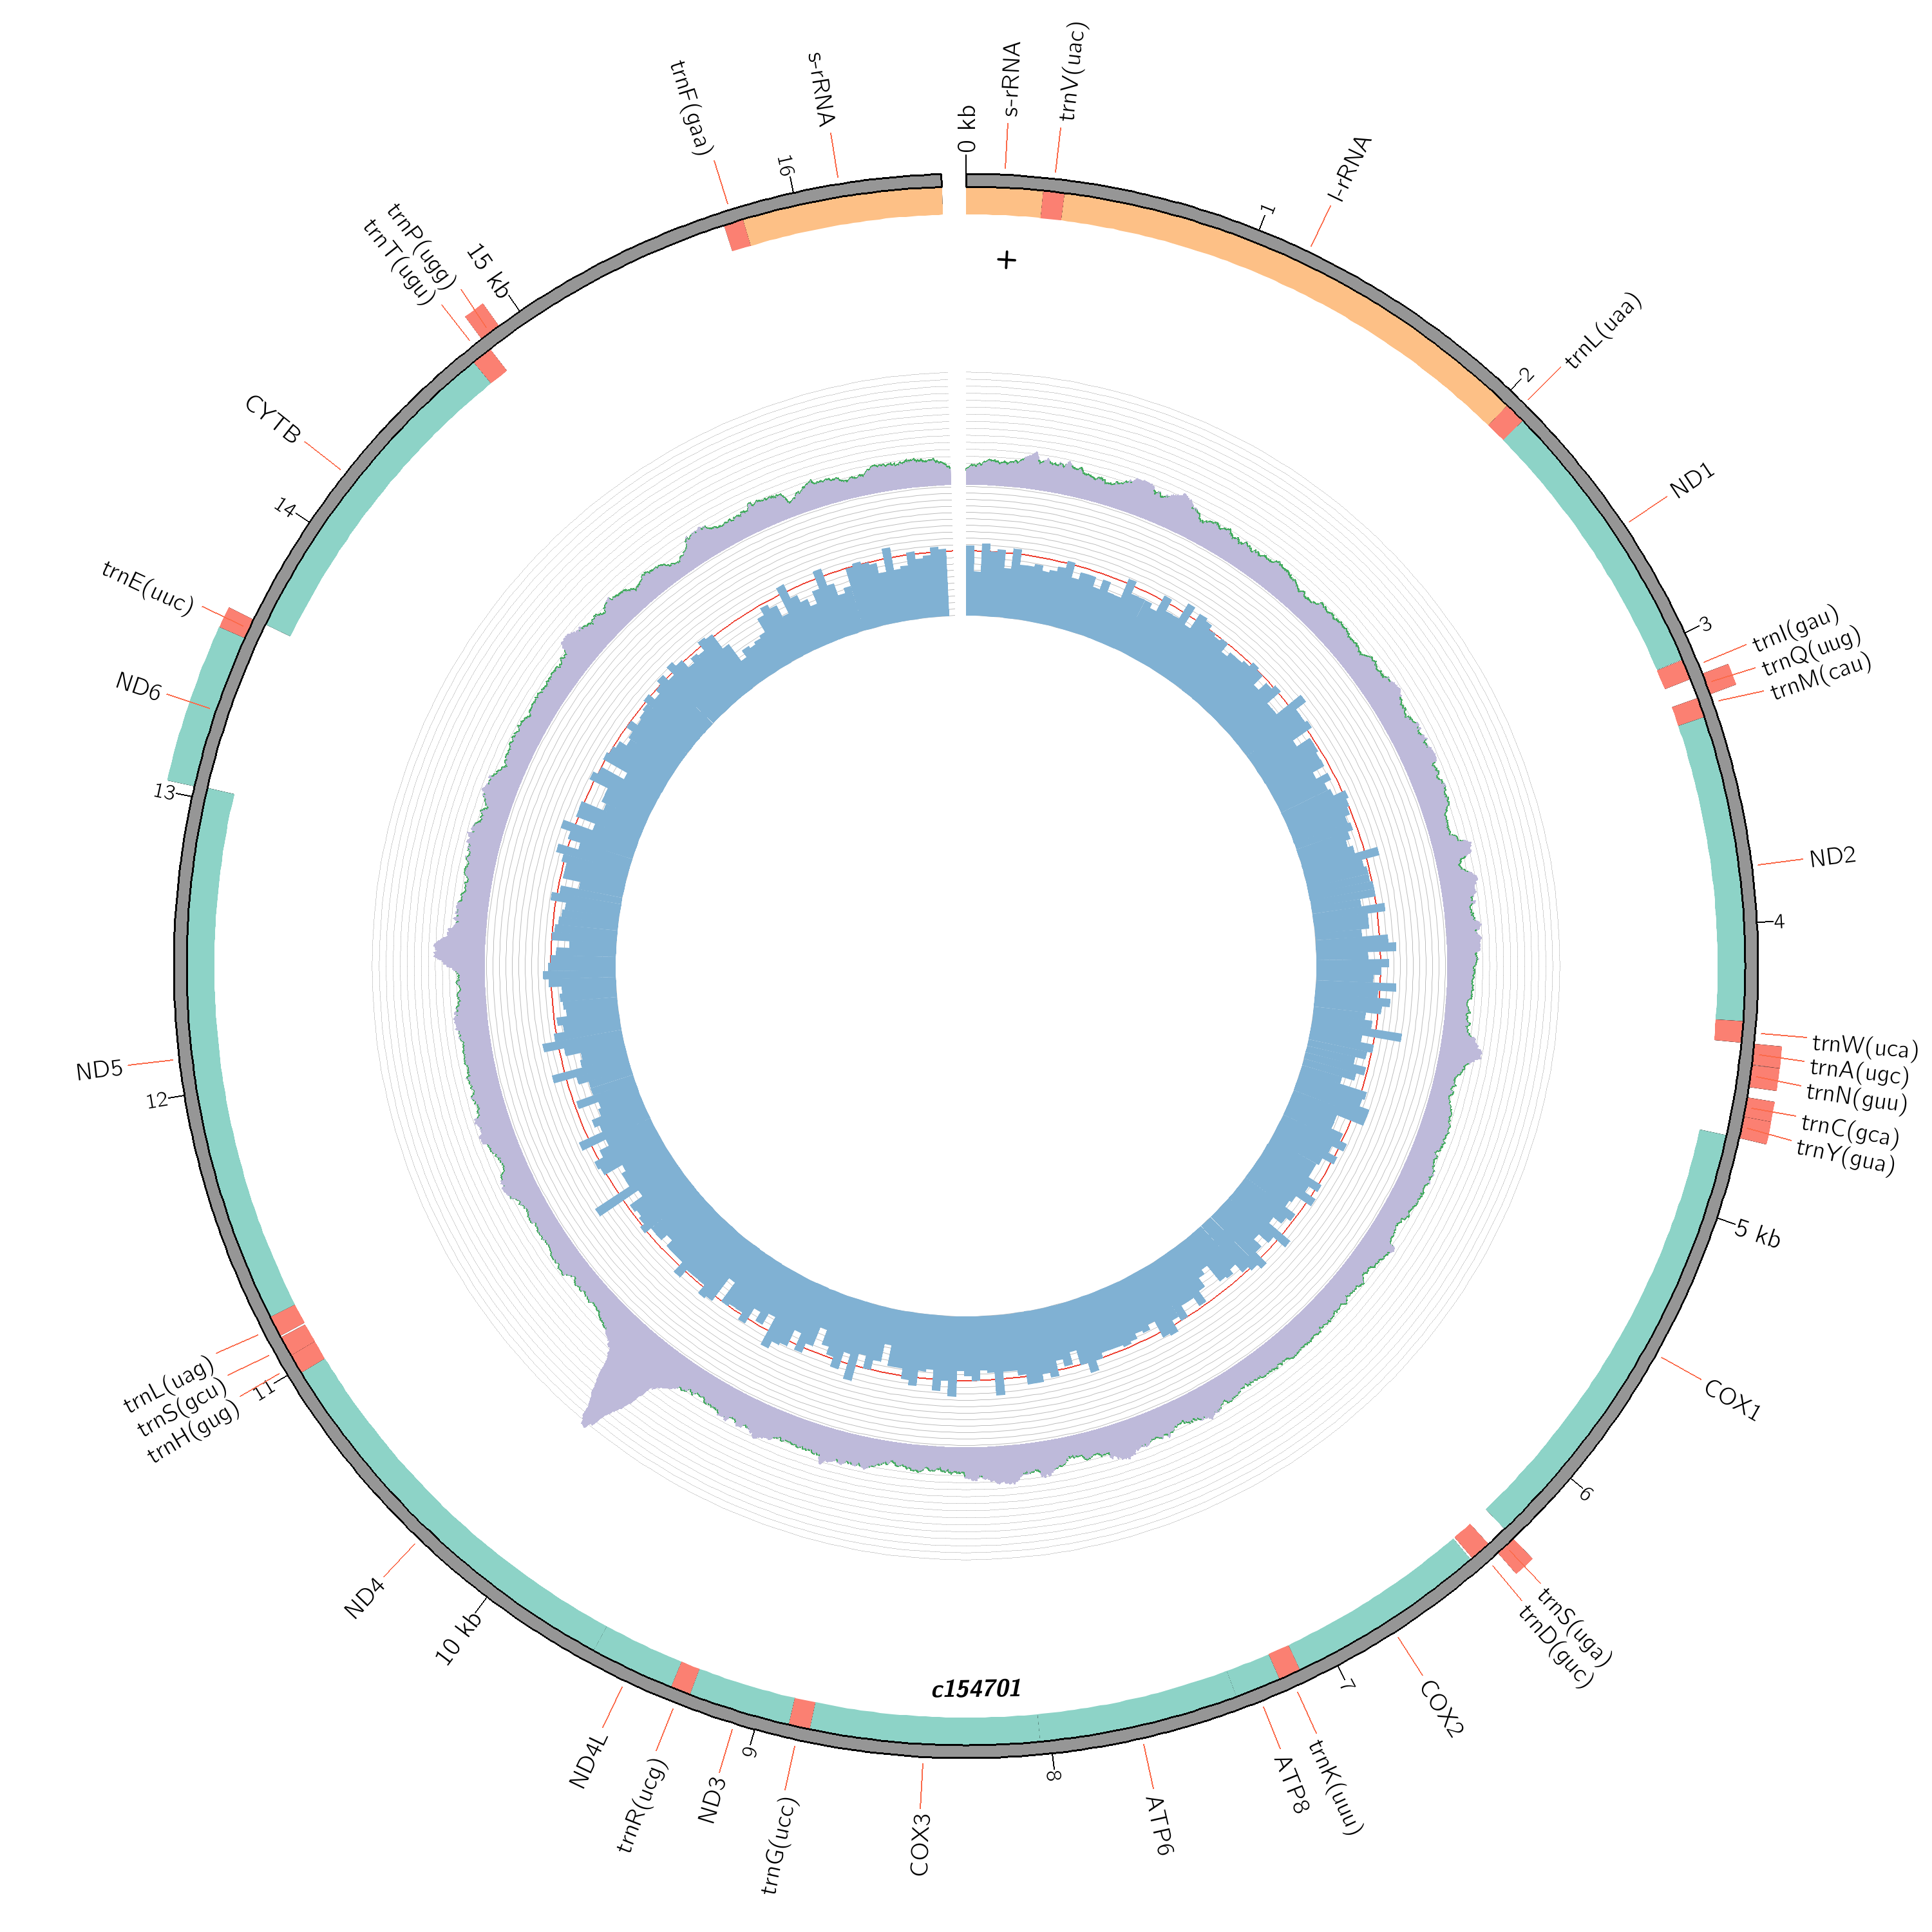 0 kb
s-rRNA
trnV(uac)
1
l-rRNA
2
trnL(uaa)
ND1
3
trnI(gau)
trnQ(uug)
trnM(cau)
ND2
4
trnW(uca)
trnA(ugc)
trnN(guu)
trnC(gca)
trnY(gua)
5 kb
COX1
6
trnS(uga)
trnD(guc)
COX2
7
trnK(uuu)
ATP8
ATP6
8
COX3
trnG(ucc)
9
ND3
trnR(ucg)
ND4L
10 kb
ND4
11
trnH(gug)
trnS(gcu)
trnL(uag)
12
ND5
13
ND6
trnE(uuc)
14
CYTB
trnT(ugu)
trnP(ugg)
15 kb
trnF(gaa)
16
s-rRNA
+
c154701